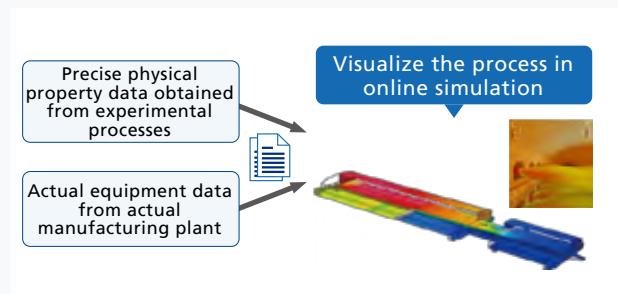 Precise physical
property data obtained
from experimental
processes
Visualize the process in
online simulation
Actual equipment data
from actual
manufacturing plant